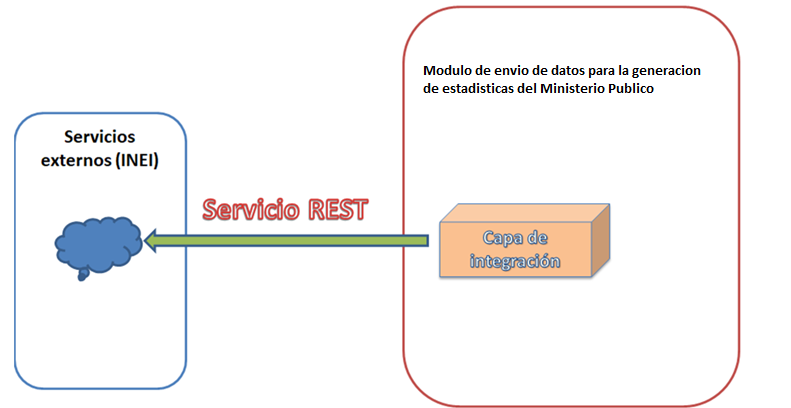 Modulo de envio de datos para la generacion
de estadisticas del Ministerio Publico
Servicios
externos (INEI)
Servicio REST
Capa de
integración